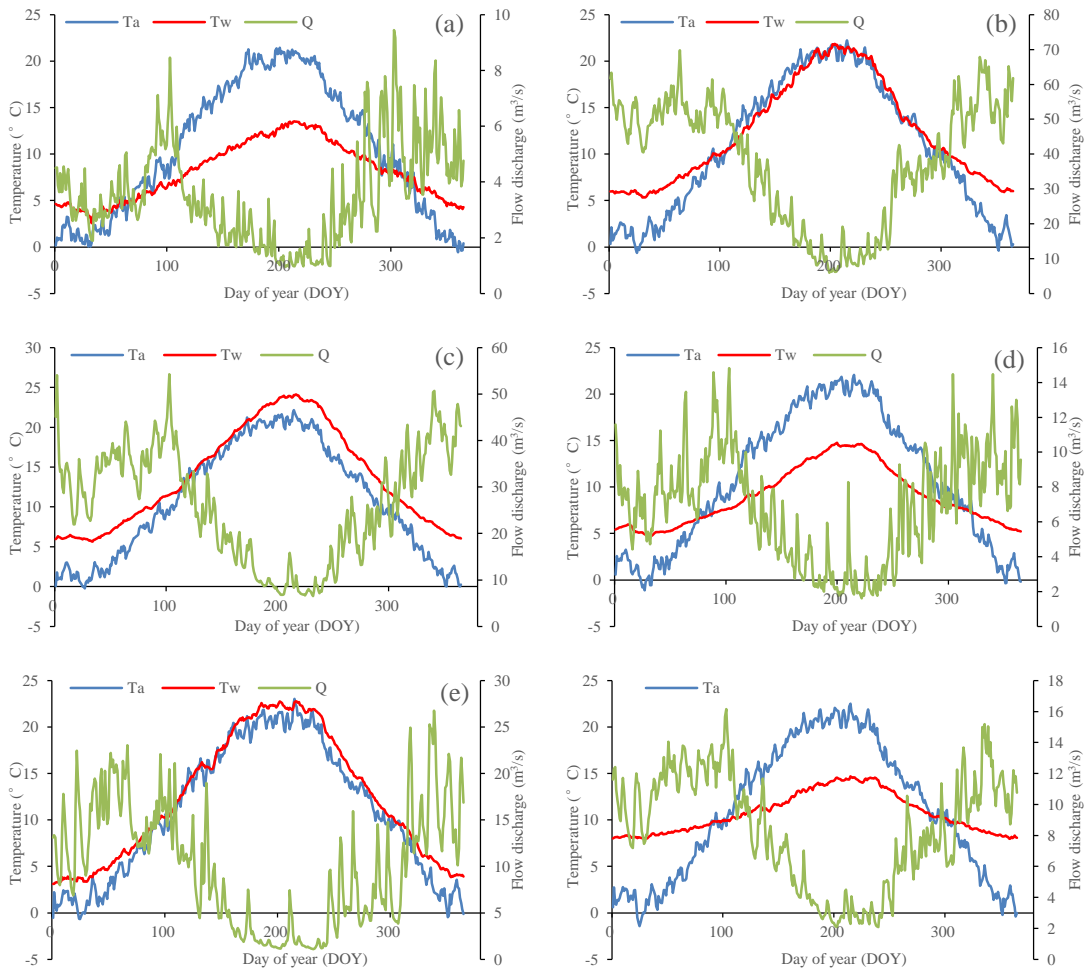 Ta Tw Q (a)
25 20 15 10 5 0 -5
Temperature (° C)
10 9 8 7 6 5 4 3 2 1 0
Flow discharge (m³/s)
0 100 200 300
Day of year (DOY)
Ta Tw Q (b)
25 20 15 10 5 0 -5
Temperature (° C)
80 70 60 50 40 30 20 10 0
Flow discharge (m³/s)
0 100 200 300
Day of year (DOY)
Ta Tw Q (c)
30 25 20 15 10 5 0 -5
Temperature (° C)
60 50 40 30 20 10 0
Flow discharge (m³/s)
0 100 200 300
Day of year (DOY)
Ta Tw Q (d)
25 20 15 10 5 0 -5
Temperature (° C)
16 14 12 10 8 6 4 2 0
Flow discharge (m³/s)
0 100 200 300
Day of year (DOY)
Ta Tw Q (e)
25 20 15 10 5 0 -5
Temperature (° C)
30 25 20 15 10 5 0
Flow discharge (m³/s)
0 100 200 300
Day of year (DOY)
Ta
25 20 15 10 5 0 -5
Temperature (° C)
18 16 14 12 10 8 6 4 2 0
Flow discharge (m³/s)
0 100 200 300
Day of year (DOY)